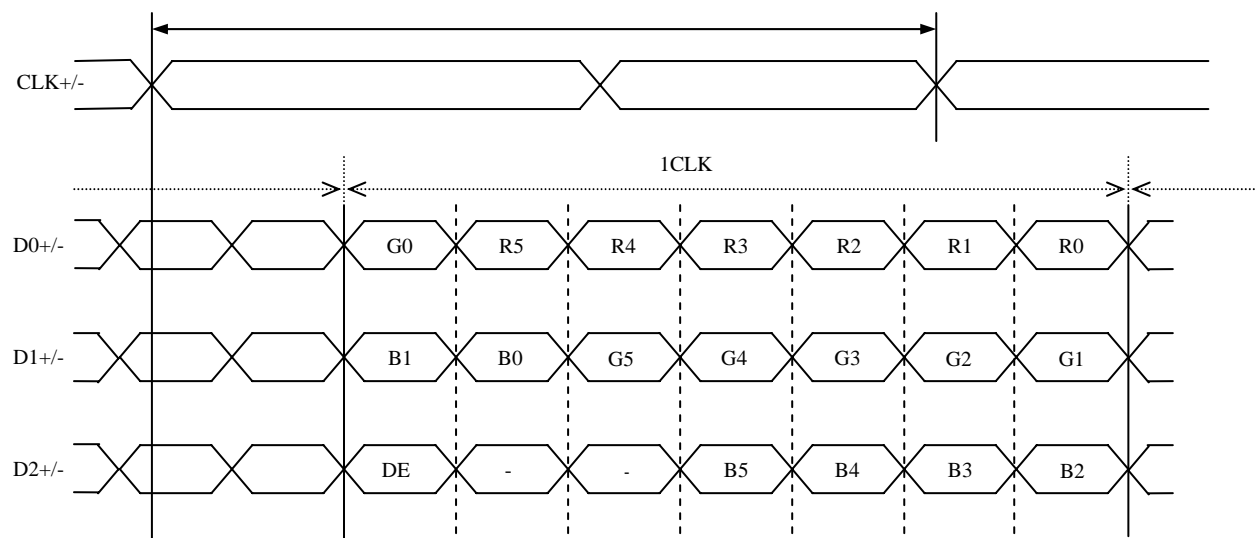 CLK+/-
1CLK
D0+/- G0 R5 R4 R3 R2 R1 R0
D1+/- B1 B0 G5 G4 G3 G2 G1
D2+/- DE - - B5 B4 B3 B2